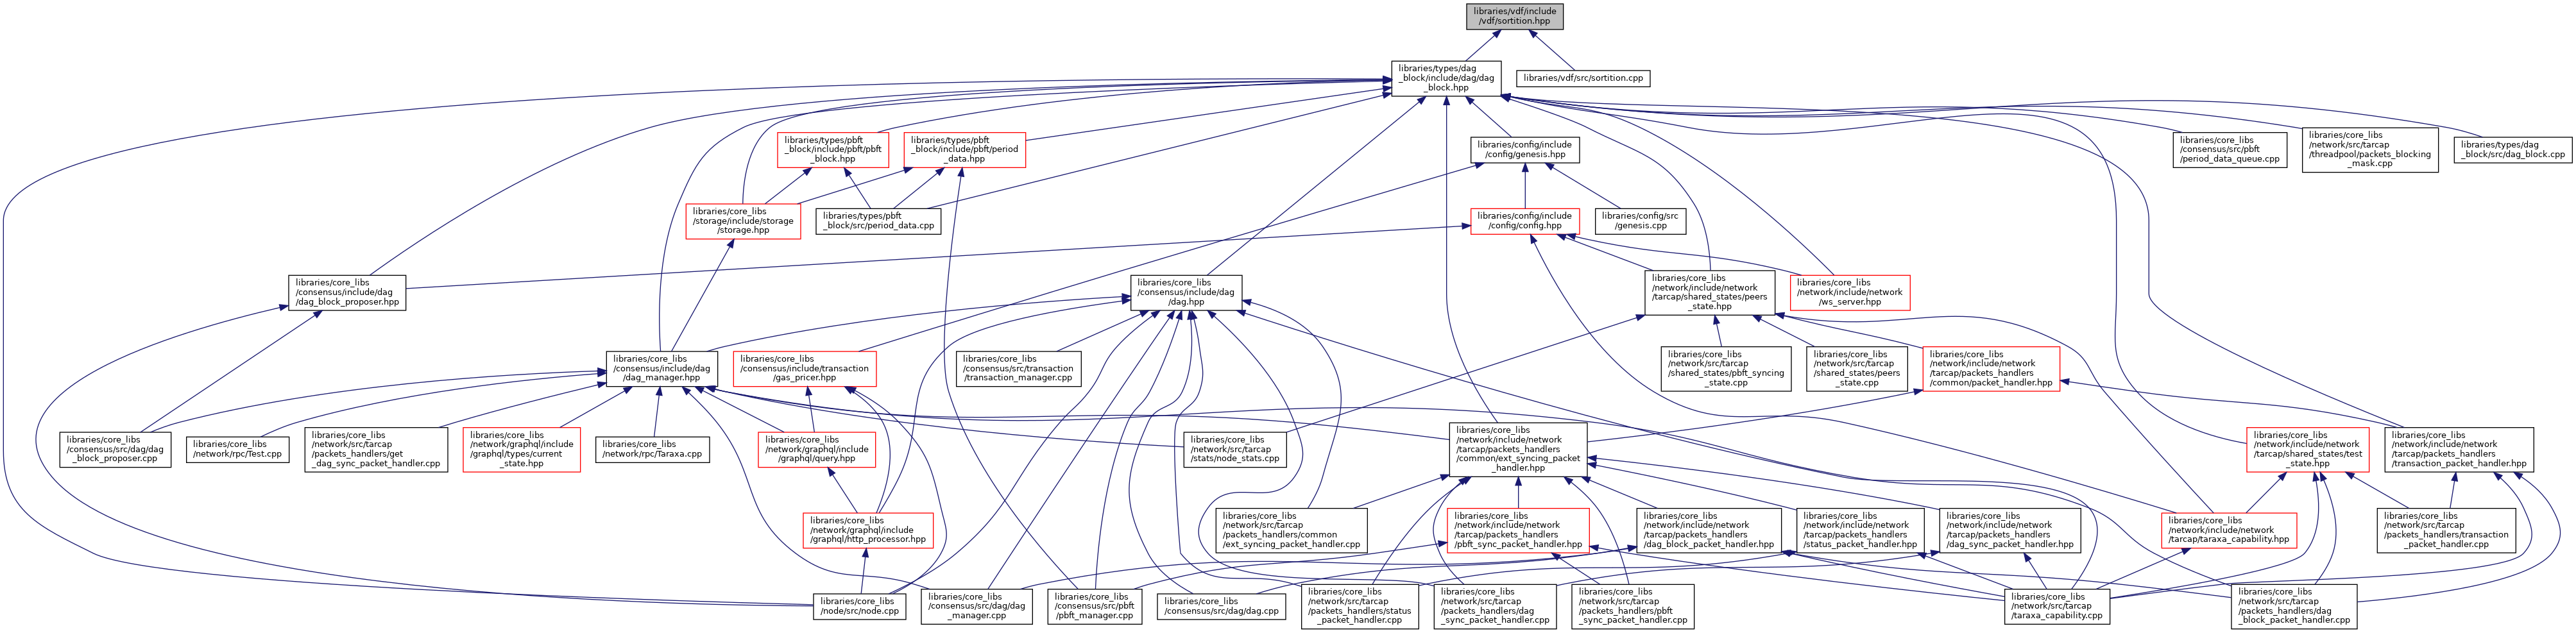 libraries/vdf/include
/vdf/sortition.hpp
libraries/types/dag
_block/include/dag/dag
_block.hpp
libraries/vdf/src/sortition.cpp
libraries/types/pbft
_block/include/pbft/pbft
_block.hpp
libraries/types/pbft
_block/include/pbft/period
_data.hpp
libraries/config/include
/config/genesis.hpp
libraries/core_libs
/consensus/src/pbft
/period_data_queue.cpp
libraries/core_libs
/network/src/tarcap
/threadpool/packets_blocking
_mask.cpp
libraries/types/dag
_block/src/dag_block.cpp
libraries/core_libs
/storage/include/storage
/storage.hpp
libraries/types/pbft
_block/src/period_data.cpp
libraries/config/include
/config/config.hpp
libraries/config/src
/genesis.cpp
libraries/core_libs
/consensus/include/dag
/dag_block_proposer.hpp
libraries/core_libs
/consensus/include/dag
/dag.hpp
libraries/core_libs
/network/include/network
/tarcap/shared_states/peers
_state.hpp
libraries/core_libs
/network/include/network
/ws_server.hpp
libraries/core_libs
/consensus/include/dag
/dag_manager.hpp
libraries/core_libs
/consensus/include/transaction
/gas_pricer.hpp
libraries/core_libs
/consensus/src/transaction
/transaction_manager.cpp
libraries/core_libs
/network/src/tarcap
/shared_states/pbft_syncing
_state.cpp
libraries/core_libs
/network/src/tarcap
/shared_states/peers
_state.cpp
libraries/core_libs
/network/include/network
/tarcap/packets_handlers
/common/packet_handler.hpp
libraries/core_libs
/consensus/src/dag/dag
_block_proposer.cpp
libraries/core_libs
/network/rpc/Test.cpp
libraries/core_libs
/network/src/tarcap
/packets_handlers/get
_dag_sync_packet_handler.cpp
libraries/core_libs
/network/graphql/include
/graphql/types/current
_state.hpp
libraries/core_libs
/network/rpc/Taraxa.cpp
libraries/core_libs
/network/graphql/include
/graphql/query.hpp
libraries/core_libs
/network/src/tarcap
/stats/node_stats.cpp
libraries/core_libs
/network/include/network
/tarcap/packets_handlers
/common/ext_syncing_packet
_handler.hpp
libraries/core_libs
/network/include/network
/tarcap/shared_states/test
_state.hpp
libraries/core_libs
/network/include/network
/tarcap/packets_handlers
/transaction_packet_handler.hpp
libraries/core_libs
/network/graphql/include
/graphql/http_processor.hpp
libraries/core_libs
/network/src/tarcap
/packets_handlers/common
/ext_syncing_packet_handler.cpp
libraries/core_libs
/network/include/network
/tarcap/packets_handlers
/pbft_sync_packet_handler.hpp
libraries/core_libs
/network/include/network
/tarcap/packets_handlers
/dag_block_packet_handler.hpp
libraries/core_libs
/network/include/network
/tarcap/packets_handlers
/status_packet_handler.hpp
libraries/core_libs
/network/include/network
/tarcap/packets_handlers
/dag_sync_packet_handler.hpp
libraries/core_libs
/network/include/network
/tarcap/taraxa_capability.hpp
libraries/core_libs
/network/src/tarcap
/packets_handlers/transaction
_packet_handler.cpp
libraries/core_libs
/node/src/node.cpp
libraries/core_libs
/consensus/src/dag/dag
_manager.cpp
libraries/core_libs
/consensus/src/pbft
/pbft_manager.cpp
libraries/core_libs
/consensus/src/dag/dag.cpp
libraries/core_libs
/network/src/tarcap
/packets_handlers/status
_packet_handler.cpp
libraries/core_libs
/network/src/tarcap
/packets_handlers/dag
_sync_packet_handler.cpp
libraries/core_libs
/network/src/tarcap
/packets_handlers/pbft
_sync_packet_handler.cpp
libraries/core_libs
/network/src/tarcap
/taraxa_capability.cpp
libraries/core_libs
/network/src/tarcap
/packets_handlers/dag
_block_packet_handler.cpp